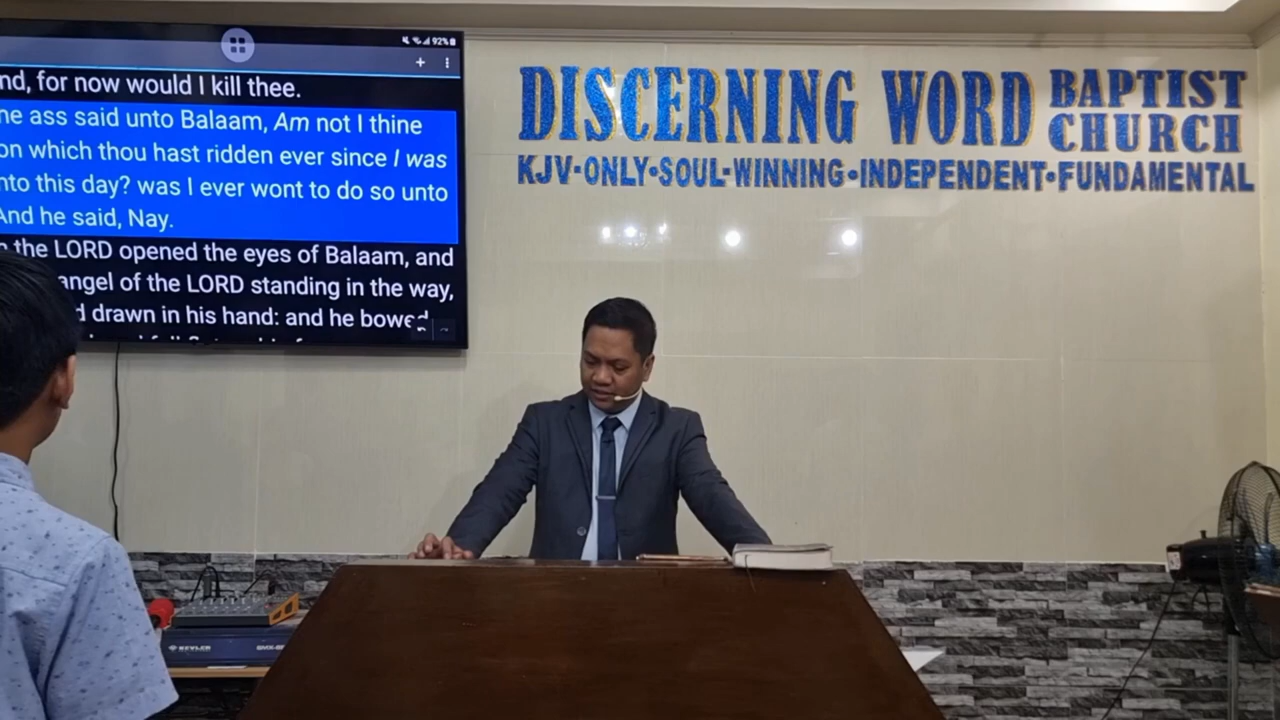 92%
nd, for now would I kill thee.
ne ass said unto Balaam, Am not I thine
on which thou hast ridden ever since I was
nto this day? was I ever wont to do so unto
And he said, Nay.
the LORD opened the eyes of Balaam, and
angel of the LORD standing in the way,
d drawn in his hand: and he bowed
DISCERNING WORD BAPTIST CHURCH
KJV-ONLY•SOUL-WINNING•INDEPENDENT•FUNDAMENTAL
KEVLER